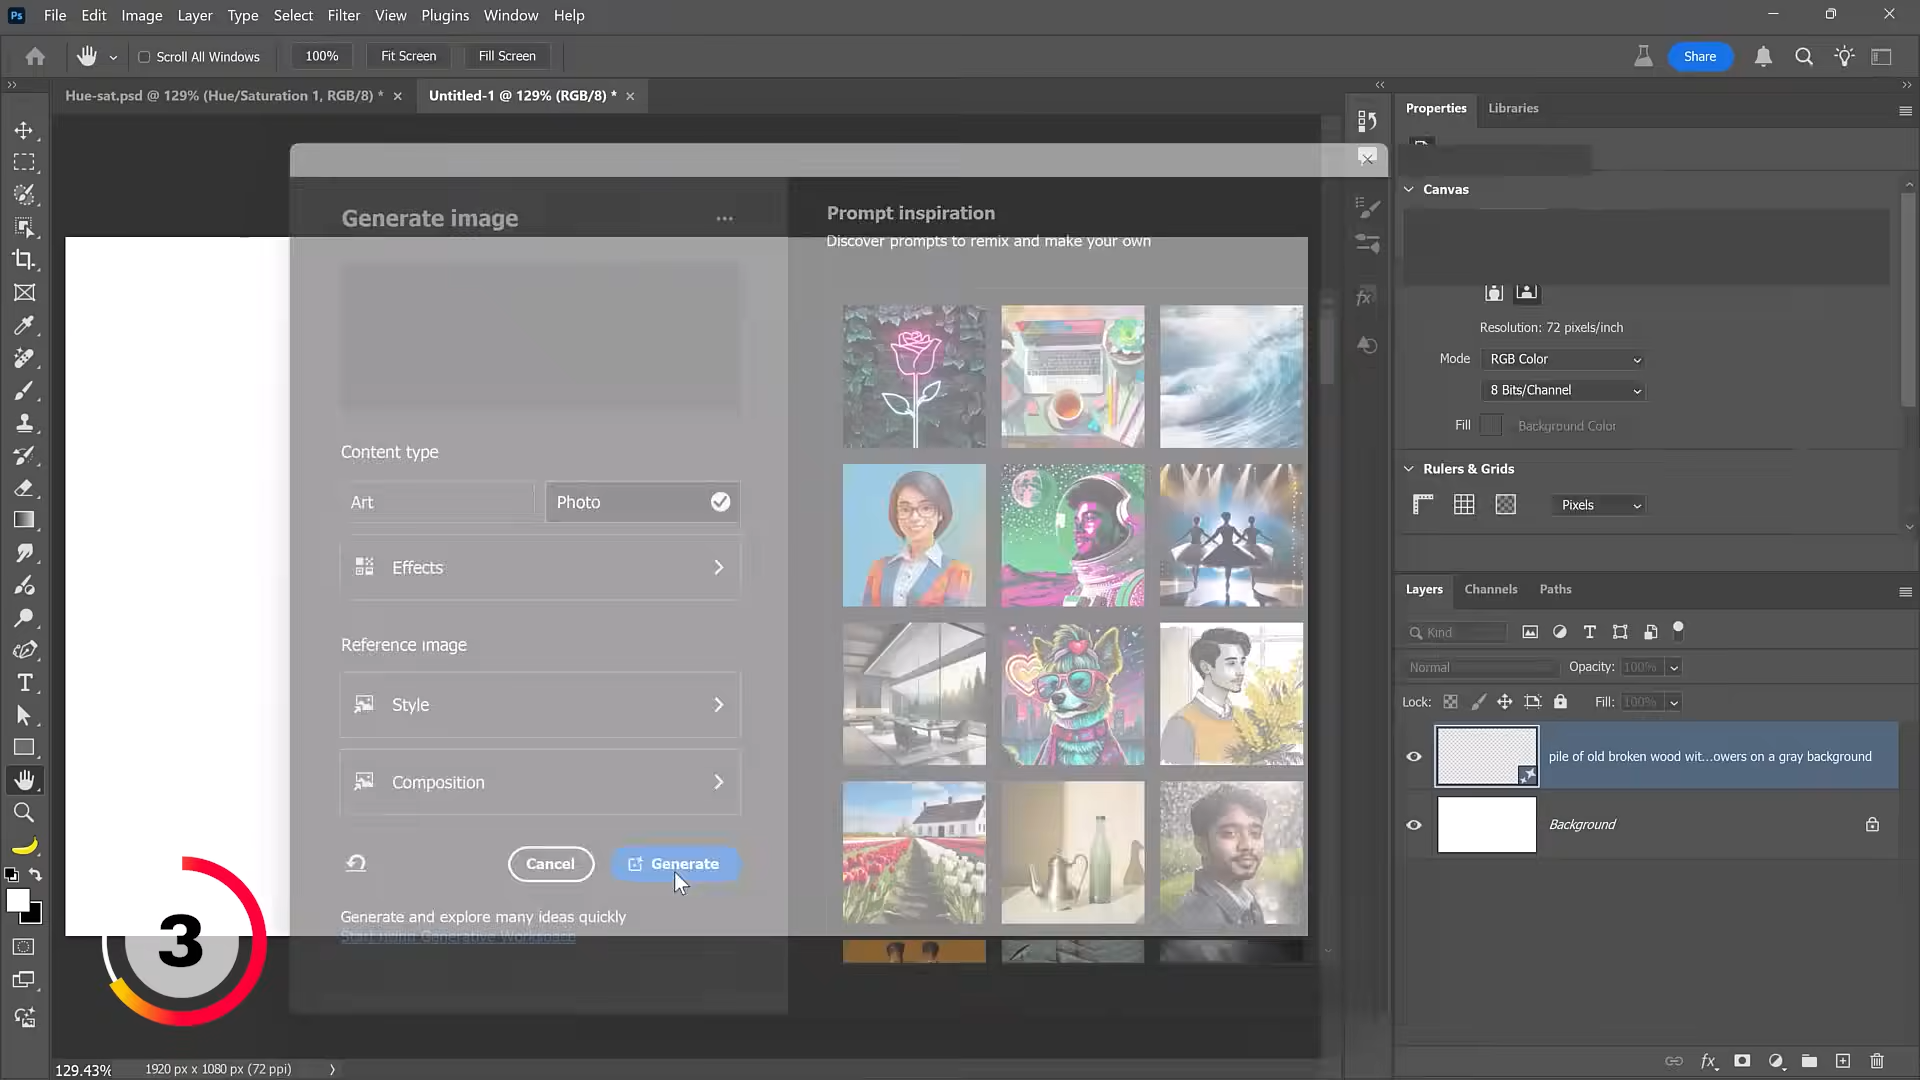 Ps File Edit Image Layer Type Select Filter View Plugins Window Help
Scroll All Windows 100% Fit Screen Fill Screen Share
Hue-sat.psd @ 129% (Hue/Saturation 1, RGB/8) * Untitled-1 @ 129% (RGB/8) *
Properties Libraries
Canvas
Resolution: 72 pixels/inch
Mode RGB Color
8 Bits/Channel
Fill Background Color
Rulers & Grids
Pixels
Layers Channels Paths
Kind
Normal Opacity: 100%
Lock: Fill: 100%
pile of old broken wood wit...owers on a gray background
Background
Generate image
Content type
Art Photo
Effects
Reference image
Style
Composition
Cancel Generate
Generate and explore many ideas quickly
Start using Generative Workspace
Prompt inspiration
Discover prompts to remix and make your own
3
129.43% 1920 px x 1080 px (72 ppi)